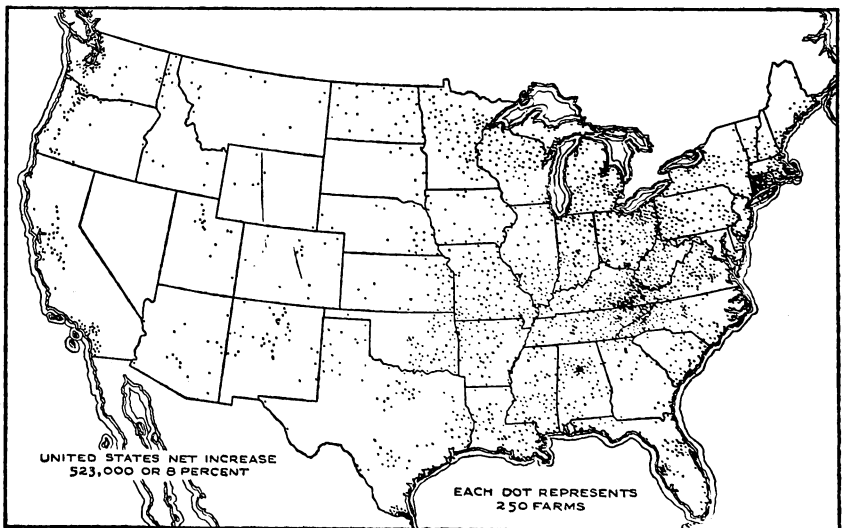 UNITED STATES NET INCREASE
523,000 OR 8 PERCENT
EACH DOT REPRESENTS
250 FARMS